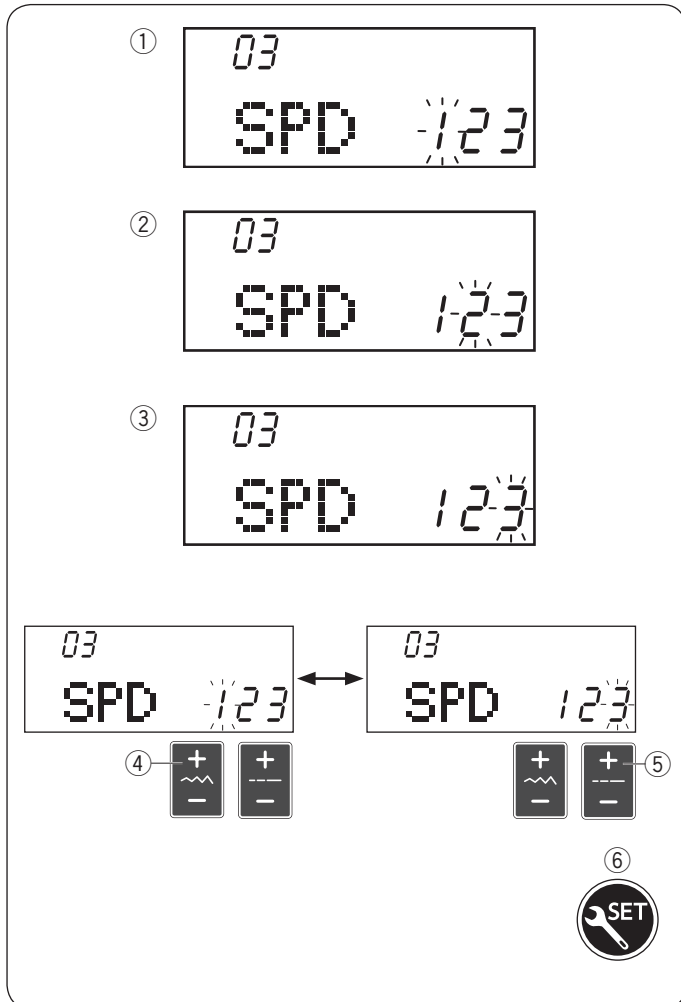 ① 03
SPD 123
② 03
SPD 123
③ 03
SPD 123
03
SPD 123
03
SPD 123
④ + +
− −
+ + ⑤
− −
⑥
SET